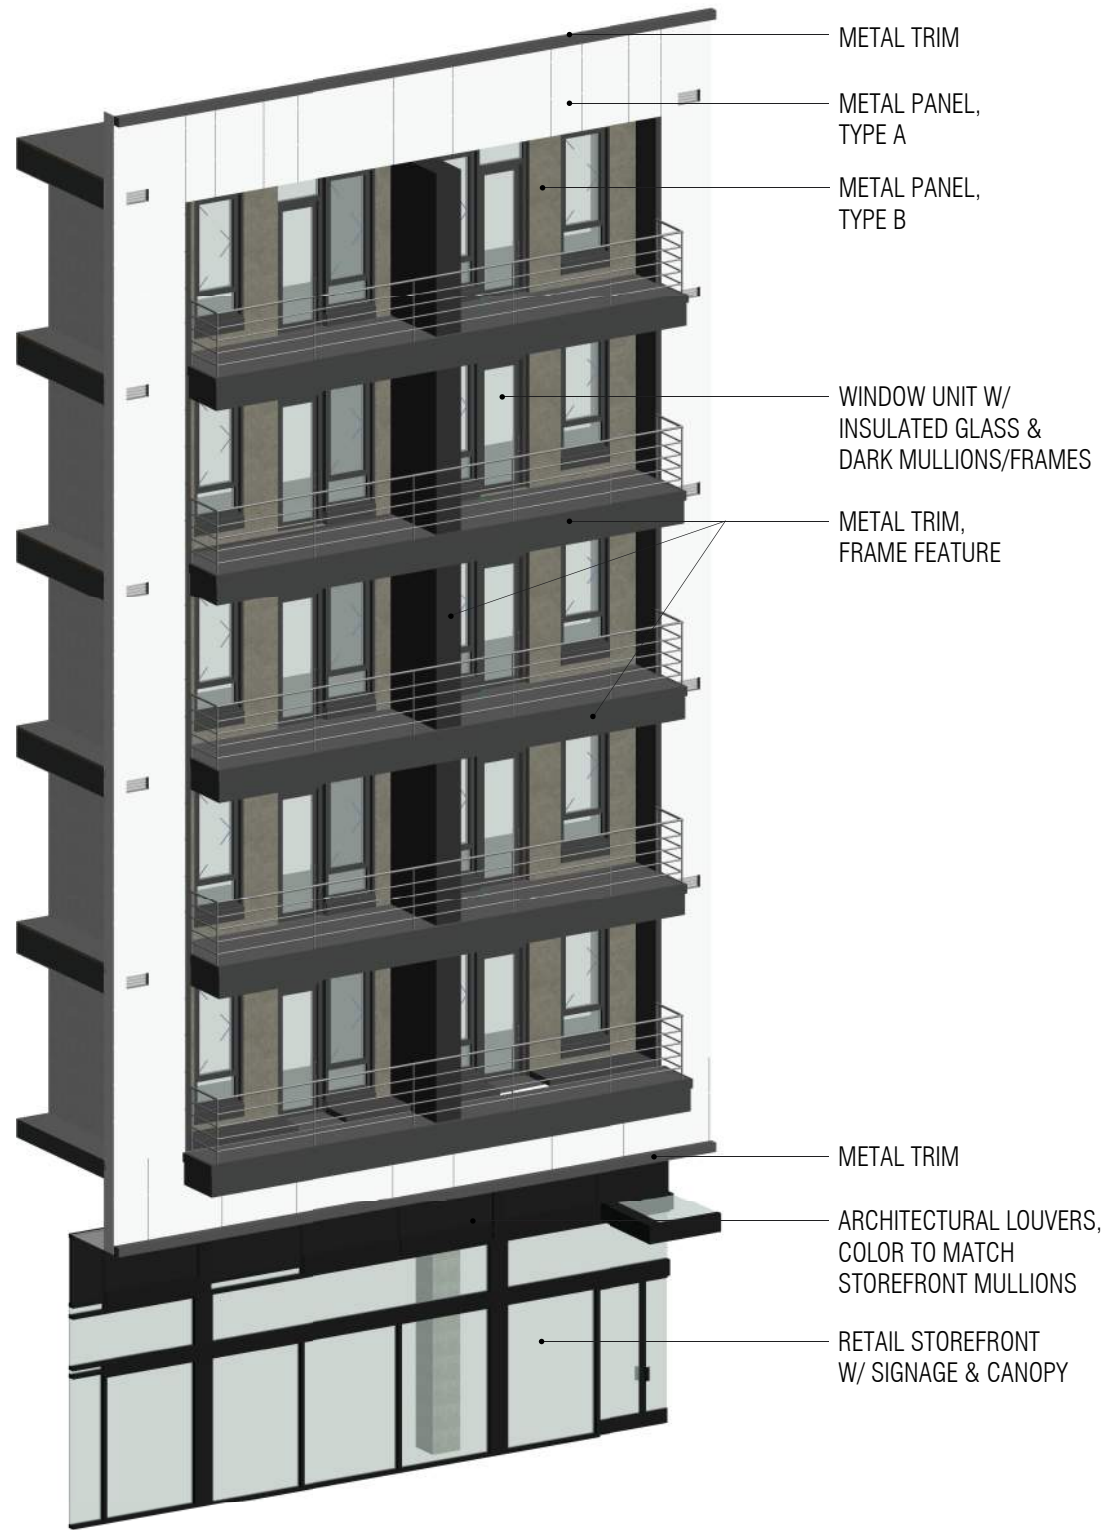 METAL TRIM
METAL PANEL,
TYPE A
METAL PANEL,
TYPE B
WINDOW UNIT W/
INSULATED GLASS &
DARK MULLIONS/FRAMES
METAL TRIM,
FRAME FEATURE
METAL TRIM
ARCHITECTURAL LOUVERS,
COLOR TO MATCH
STOREFRONT MULLIONS
RETAIL STOREFRONT
W/ SIGNAGE & CANOPY